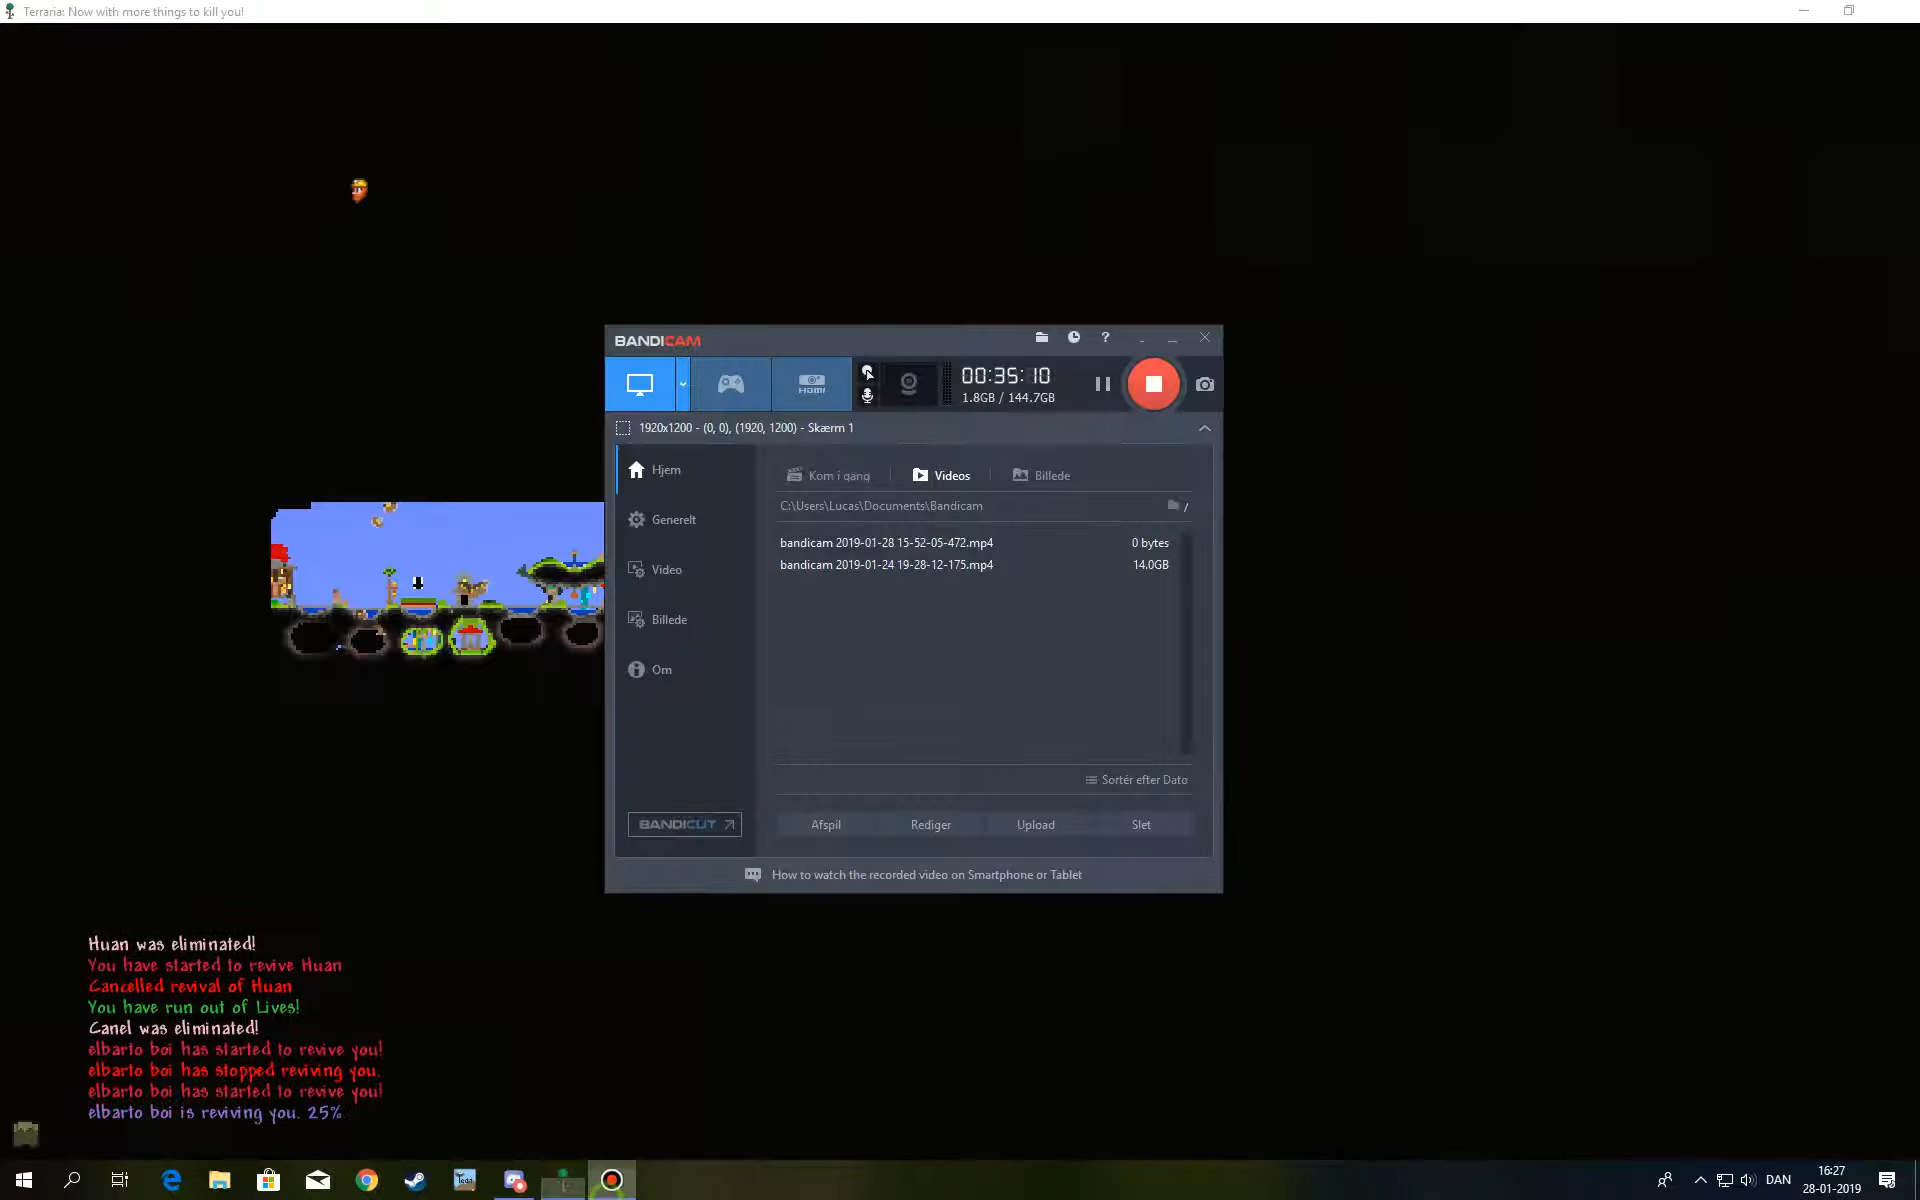 Terraria: Now with more things to kill you!
BANDICAM
?
HDMI
00:35:10
1.8GB / 144.7GB
1920x1200 - (0, 0), (1920, 1200) - Skærm 1
Hjem
Generelt
Video
Billede
Om
BANDICUT
Kom i gang
Videos
Billede
C:\Users\Lucas\Documents\Bandicam
/
bandicam 2019-01-28 15-52-05-472.mp4 0 bytes
bandicam 2019-01-24 19-28-12-175.mp4 14.0GB
Sortér efter Dato
Afspil Rediger Upload Slet
How to watch the recorded video on Smartphone or Tablet
Huan was eliminated!
You have started to revive Huan
Cancelled revival of Huan
You have run out of Lives!
Canel was eliminated!
elbarto boi has started to revive you!
elbarto boi has stopped reviving you.
elbarto boi has started to revive you!
elbarto boi is reviving you. 25%
DAN
16:27
28-01-2019